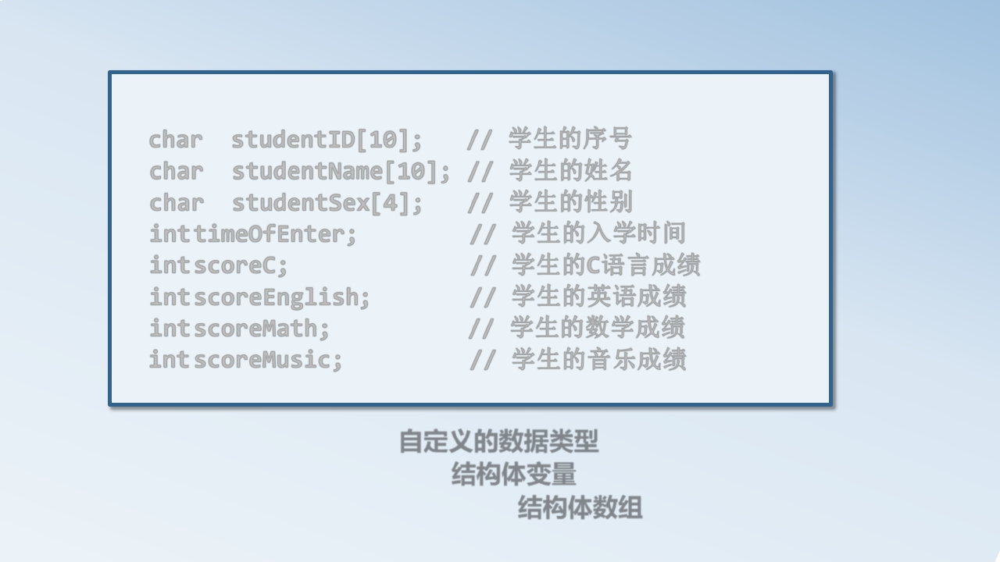 char  studentID[10];   // 学生的序号
char  studentName[10]; // 学生的姓名
char  studentSex[4];   // 学生的性别
int timeOfEnter;        // 学生的入学时间
int scoreC;             // 学生的C语言成绩
int scoreEnglish;       // 学生的英语成绩
int scoreMath;          // 学生的数学成绩
int scoreMusic;         // 学生的音乐成绩
自定义的数据类型
结构体变量
结构体数组